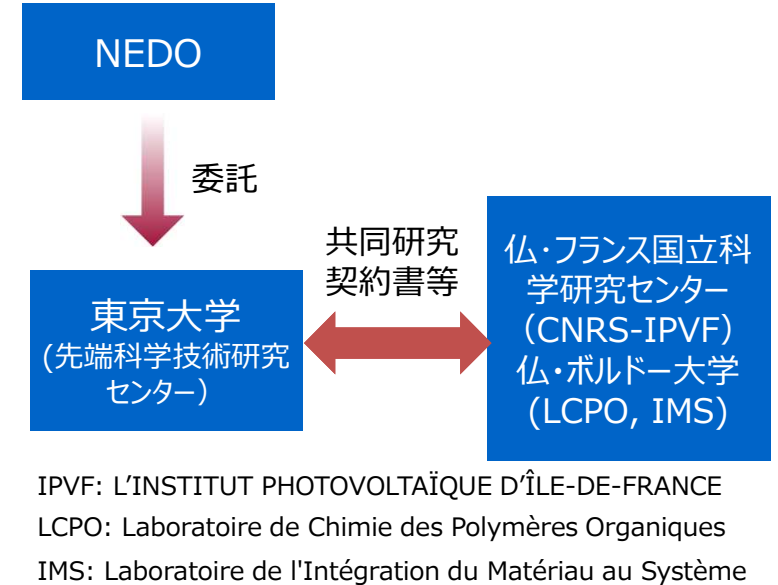 NEDO
委託
共同研究
契約書等
東京大学
(先端科学技術研究
センター)
仏・フランス国立科
学研究センター
(CNRS-IPVF)
仏・ボルドー大学
(LCPO, IMS)
IPVF: L’INSTITUT PHOTOVOLTAÏQUE D’ÎLE-DE-FRANCE
LCPO: Laboratoire de Chimie des Polymères Organiques
IMS: Laboratoire de l'Intégration du Matériau au Système